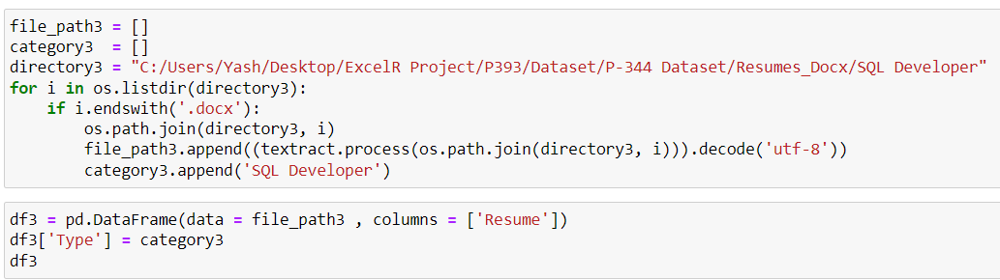 file_path3 = []
category3  = []
directory3 = "C:/Users/Yash/Desktop/ExcelR Project/P393/Dataset/P-344 Dataset/Resumes_Docx/SQL Developer"
for i in os.listdir(directory3):
    if i.endswith('.docx'):
        os.path.join(directory3, i)
        file_path3.append((textract.process(os.path.join(directory3, i))).decode('utf-8'))
        category3.append('SQL Developer')
df3 = pd.DataFrame(data = file_path3 , columns = ['Resume'])
df3['Type'] = category3
df3